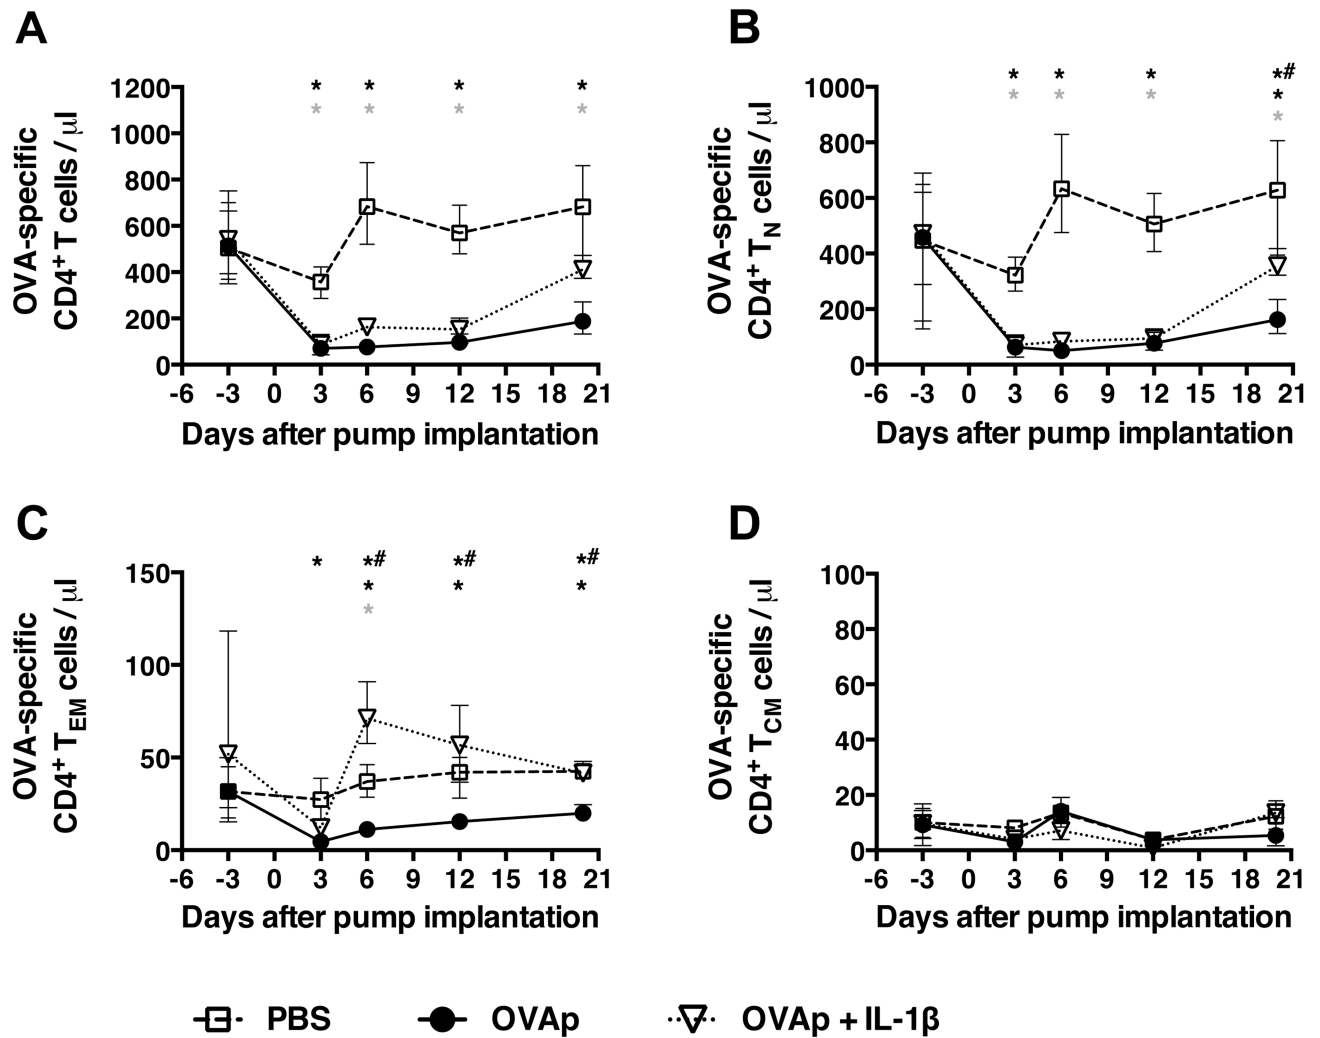 A
OVA-specific
CD4+ T cells / μl
1200
1000
800
600
400
200
0
* * * *
* * * *
-6 -3 0 3 6 9 12 15 18 21
Days after pump implantation
B
OVA-specific
CD4+ TN cells / μl
1000
800
600
400
200
0
* * * *#
* * * *
*
-6 -3 0 3 6 9 12 15 18 21
Days after pump implantation
C
OVA-specific
CD4+ TEM cells / μl
150
100
50
0
* *# *# *#
* * *
*
-6 -3 0 3 6 9 12 15 18 21
Days after pump implantation
D
OVA-specific
CD4+ TCM cells / μl
100
80
60
40
20
0
-6 -3 0 3 6 9 12 15 18 21
Days after pump implantation
PBS OVAp OVAp + IL-1β